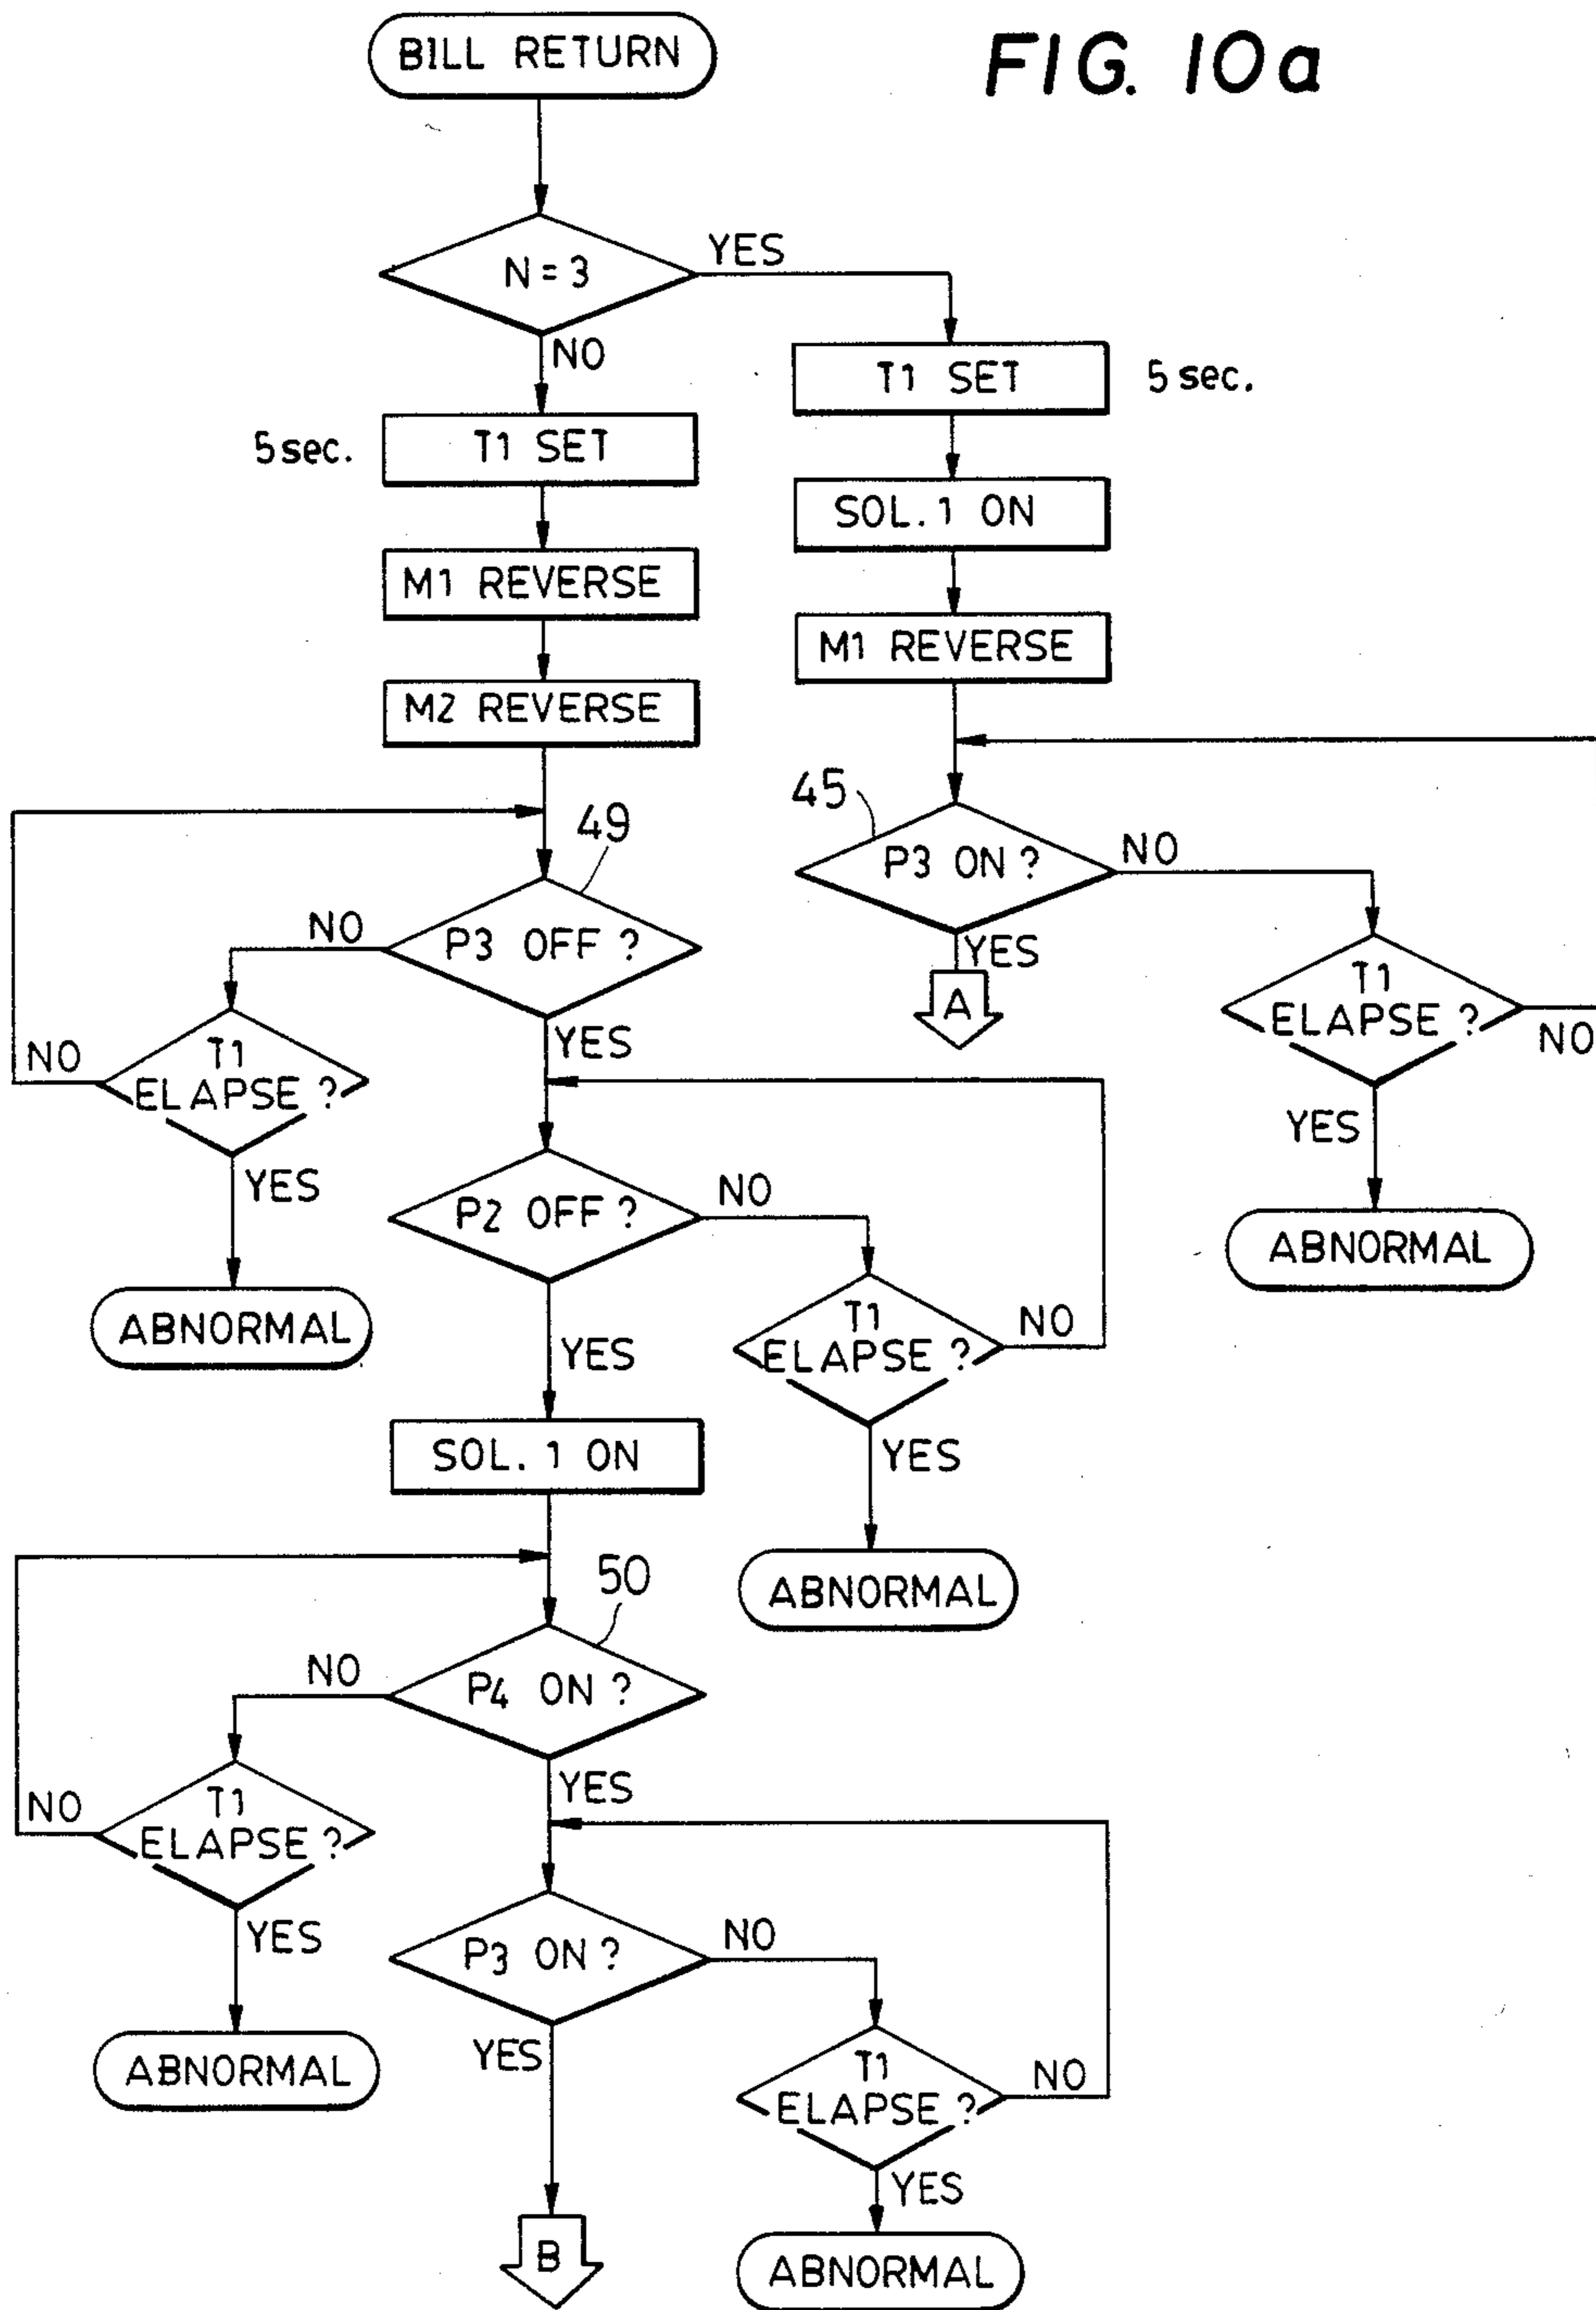 FIG. 10a
BILL RETURN
N = 3
YES
NO
T1 SET
5 sec.
5 sec.
T1 SET
SOL. 1 ON
M1 REVERSE
M1 REVERSE
M2 REVERSE
45
P3 ON ?
NO
YES
A
T1
ELAPSE ?
NO
YES
ABNORMAL
49
P3 OFF ?
NO
YES
T1
ELAPSE ?
NO
YES
ABNORMAL
P2 OFF ?
NO
YES
T1
ELAPSE ?
NO
YES
ABNORMAL
SOL. 1 ON
50
P4 ON ?
NO
YES
T1
ELAPSE ?
NO
YES
ABNORMAL
P3 ON ?
NO
YES
T1
ELAPSE ?
NO
YES
ABNORMAL
B